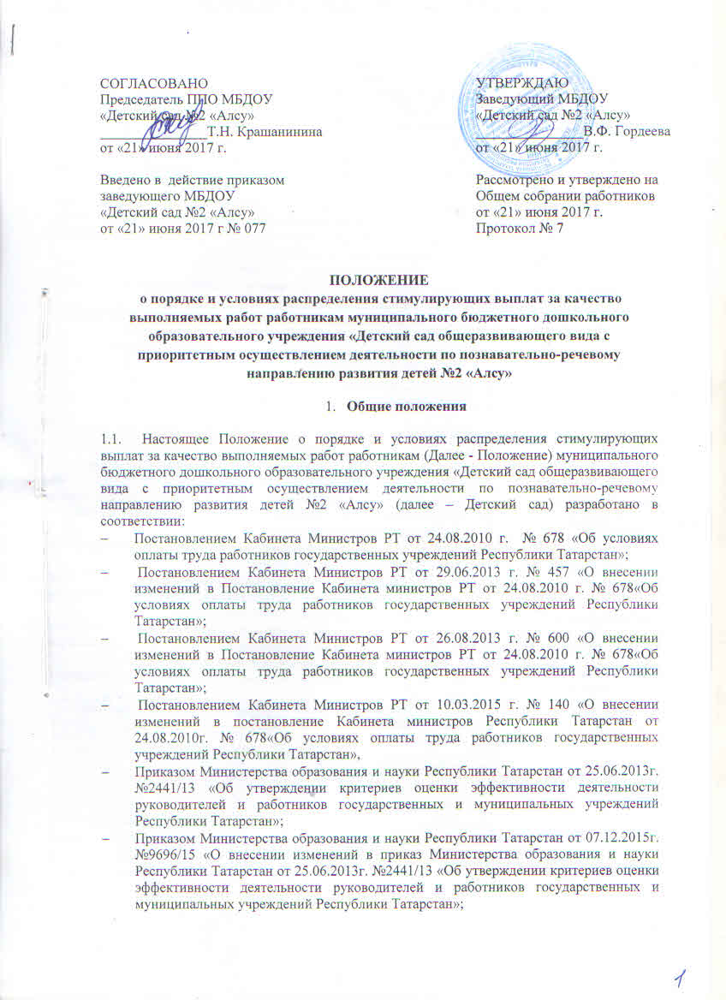 СОГЛАСОВАНО
Председатель ППО МБДОУ
«Детский сад №2 «Алсу»
_______________Т.Н. Крашанинина
от «21» июня 2017 г.
Введено в действие приказом
заведующего МБДОУ
«Детский сад №2 «Алсу»
от «21» июня 2017 г № 077
УТВЕРЖДАЮ
Заведующий МБДОУ
«Детский сад №2 «Алсу»
_______________В.Ф. Гордеева
от «21» июня 2017 г.
Рассмотрено и утверждено на
Общем собрании работников
от «21» июня 2017 г.
Протокол № 7
ПОЛОЖЕНИЕ
о порядке и условиях распределения стимулирующих выплат за качество
выполняемых работ работникам муниципального бюджетного дошкольного
образовательного учреждения «Детский сад общеразвивающего вида с
приоритетным осуществлением деятельности по познавательно-речевому
направлению развития детей №2 «Алсу»
1. Общие положения
1.1. Настоящее Положение о порядке и условиях распределения стимулирующих
выплат за качество выполняемых работ работникам (Далее - Положение) муниципального
бюджетного дошкольного образовательного учреждения «Детский сад общеразвивающего
вида с приоритетным осуществлением деятельности по познавательно-речевому
направлению развития детей №2 «Алсу» (далее – Детский сад) разработано в
соответствии:
– Постановлением Кабинета Министров РТ от 24.08.2010 г. № 678 «Об условиях
оплаты труда работников государственных учреждений Республики Татарстан»;
– Постановлением Кабинета Министров РТ от 29.06.2013 г. № 457 «О внесении
изменений в Постановление Кабинета министров РТ от 24.08.2010 г. № 678«Об
условиях оплаты труда работников государственных учреждений Республики
Татарстан»;
– Постановлением Кабинета Министров РТ от 26.08.2013 г. № 600 «О внесении
изменений в Постановление Кабинета министров РТ от 24.08.2010 г. № 678«Об
условиях оплаты труда работников государственных учреждений Республики
Татарстан»;
– Постановлением Кабинета Министров РТ от 10.03.2015 г. № 140 «О внесении
изменений в постановление Кабинета министров Республики Татарстан от
24.08.2010г. № 678«Об условиях оплаты труда работников государственных
учреждений Республики Татарстан»,
– Приказом Министерства образования и науки Республики Татарстан от 25.06.2013г.
№2441/13 «Об утверждении критериев оценки эффективности деятельности
руководителей и работников государственных и муниципальных учреждений
Республики Татарстан»;
– Приказом Министерства образования и науки Республики Татарстан от 07.12.2015г.
№9696/15 «О внесении изменений в приказ Министерства образования и науки
Республики Татарстан от 25.06.2013г. №2441/13 «Об утверждении критериев оценки
эффективности деятельности руководителей и работников государственных и
муниципальных учреждений Республики Татарстан»;
1